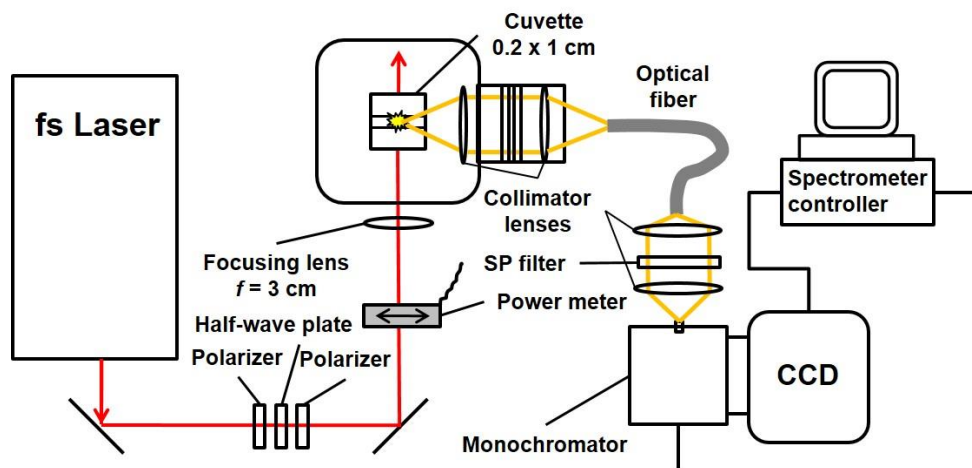 fs Laser
Cuvette
0.2 x 1 cm
Optical
fiber
Spectrometer
controller
Collimator
lenses
Focusing lens
f = 3 cm
SP filter
Power meter
Half-wave plate
Polarizer Polarizer
CCD
Monochromator